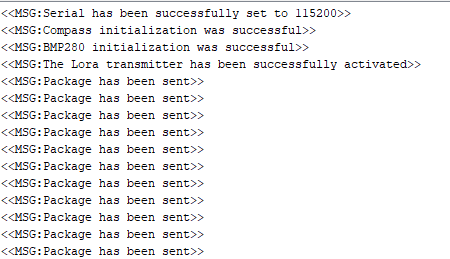 <<MSG:Serial has been successfully set to 115200>>
<<MSG:Compass initialization was successful>>
<<MSG:BMP280 initialization was successful>>
<<MSG:The Lora transmitter has been successfully activated>>
<<MSG:Package has been sent>>
<<MSG:Package has been sent>>
<<MSG:Package has been sent>>
<<MSG:Package has been sent>>
<<MSG:Package has been sent>>
<<MSG:Package has been sent>>
<<MSG:Package has been sent>>
<<MSG:Package has been sent>>
<<MSG:Package has been sent>>
<<MSG:Package has been sent>>
<<MSG:Package has been sent>>